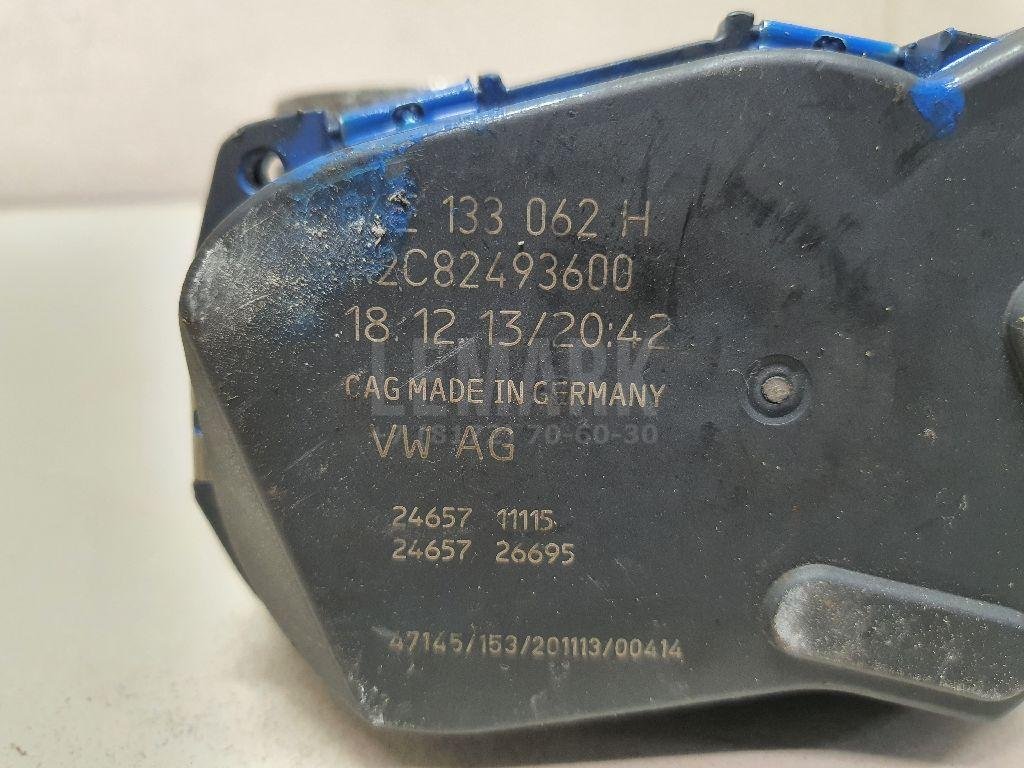 133 062 H
2C82493600
18.12.13/20:42
CAG MADE IN GERMANY
LEMARK
70-60-30
VW AG
24657 11115
24657 26695
47145/153/201113/00414